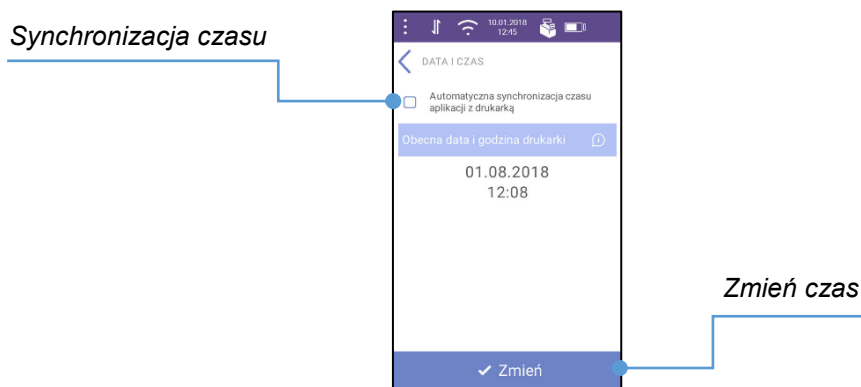 Synchronizacja czasu
10.01.2018
12:45
DATA I CZAS
Automatyczna synchronizacja czasu
aplikacji z drukarką
Obecna data i godzina drukarki
01.08.2018
12:08
Zmień czas
Zmień